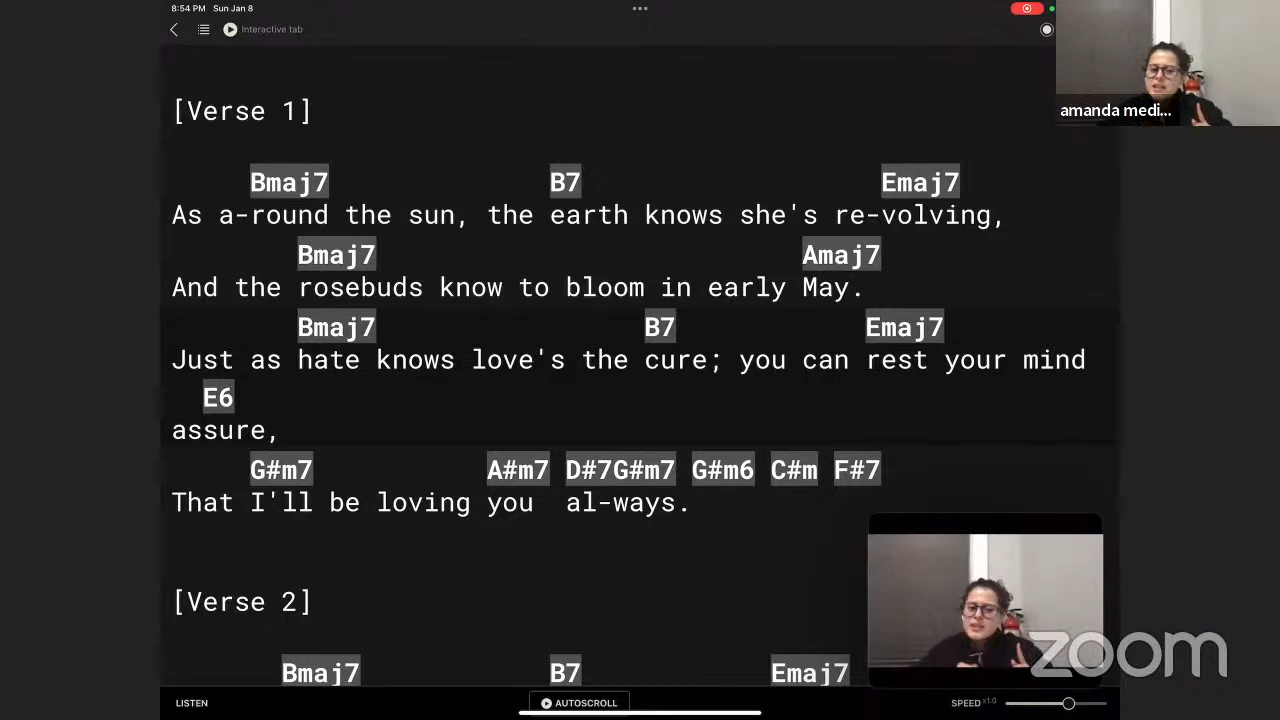 8:54 PM Sun Jan 8
Interactive tab
amanda medi...
[Verse 1]
Bmaj7 B7 Emaj7
As a-round the sun, the earth knows she's re-volving,
Bmaj7 Amaj7
And the rosebuds know to bloom in early May.
Bmaj7 B7 Emaj7
Just as hate knows love's the cure; you can rest your mind
E6
assure,
G#m7 A#m7 D#7G#m7 G#m6 C#m F#7
That I'll be loving you al-ways.
[Verse 2]
Bmaj7 B7 Emaj7
zoom
LISTEN AUTOSCROLL SPEED x1.0